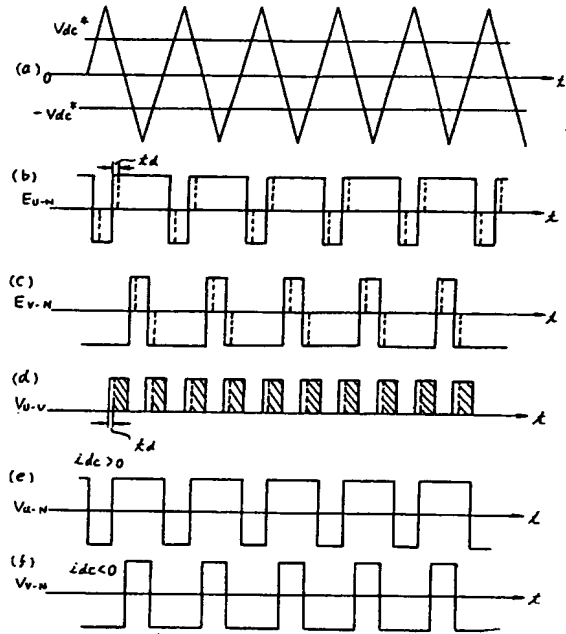 Vdc*
(a)
0
t
-Vdc*
td
(b)
EU-N
t
(c)
EV-N
t
(d)
VU-V
t
td
idc>0
(e)
VU-N
t
(f)
idc<0
VV-N
t